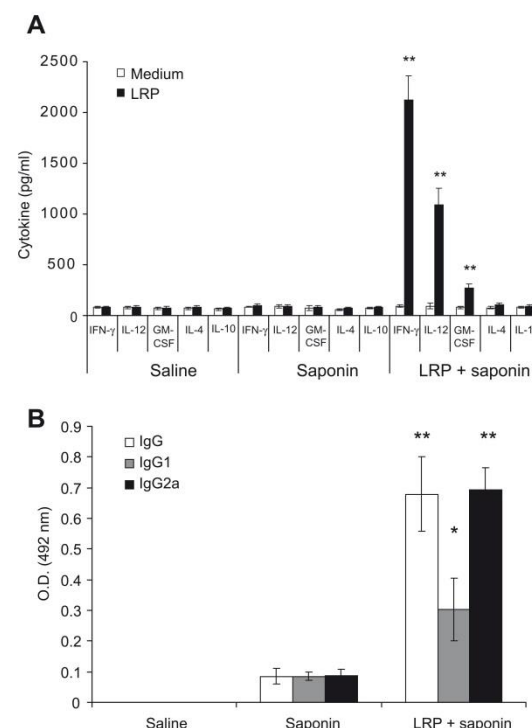 A
2500
2000
1500
1000
500
0
Cytokine (pg/ml)
Medium
LRP
**
**
**
IFN-γ IL-12 GM-CSF IL-4 IL-10 IFN-γ IL-12 GM-CSF IL-4 IL-10 IFN-γ IL-12 GM-CSF IL-4 IL-1
Saline Saponin LRP + saponin
B
0.9
0.8
0.7
0.6
0.5
0.4
0.3
0.2
0.1
0
O.D. (492 nm)
IgG
IgG1
IgG2a
** **
*
Saline Saponin LRP + saponin